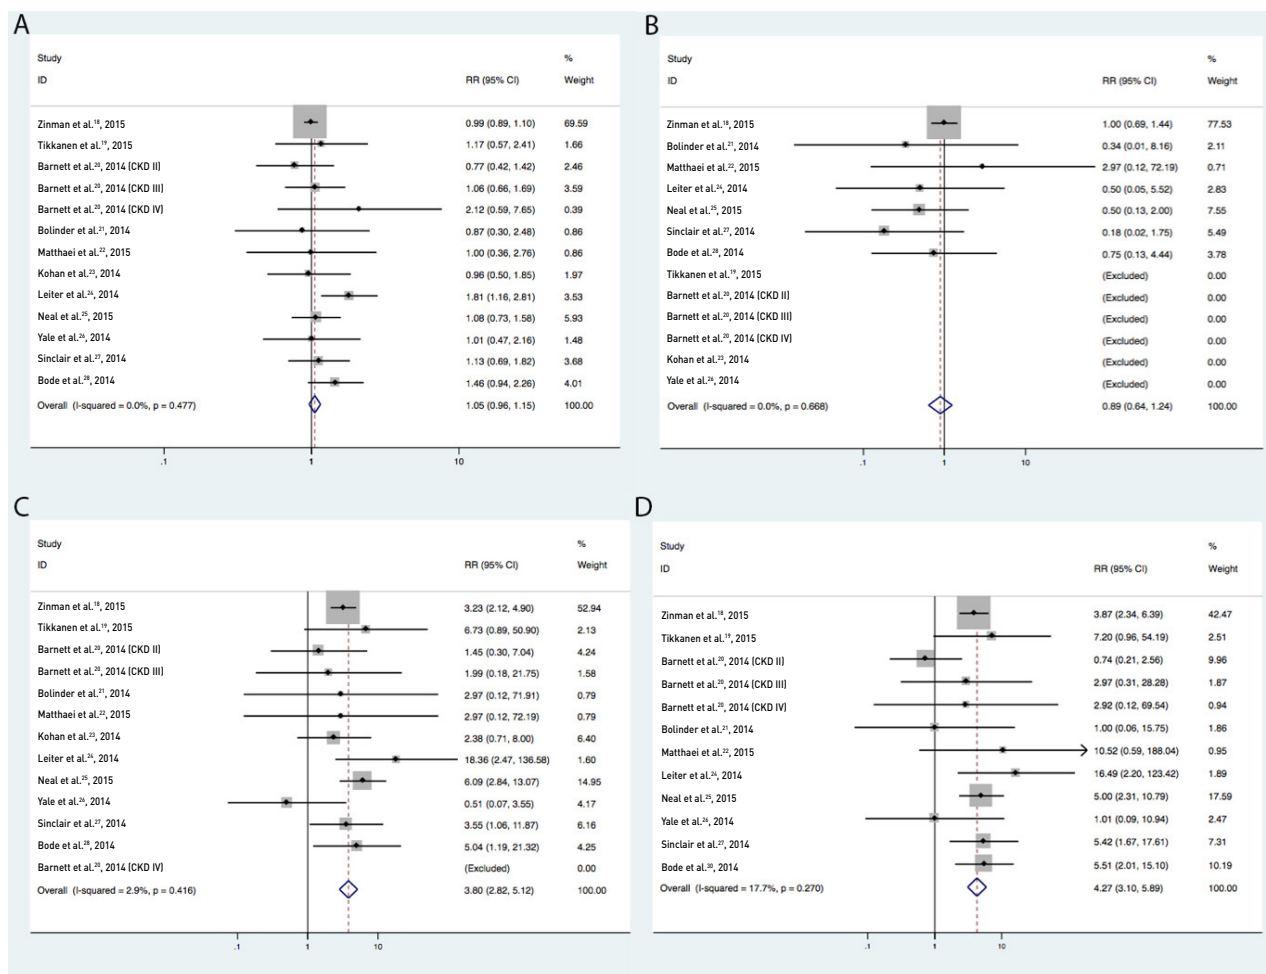 A
Study %
ID RR (95% CI) Weight
Zinman et al.¹⁸, 2015 0.99 (0.89, 1.10) 69.59
Tikkanen et al.¹⁹, 2015 1.17 (0.57, 2.41) 1.66
Barnett et al.²⁰, 2014 (CKD II) 0.77 (0.42, 1.42) 2.46
Barnett et al.²⁰, 2014 (CKD III) 1.06 (0.66, 1.69) 3.59
Barnett et al.²⁰, 2014 (CKD IV) 2.12 (0.59, 7.65) 0.39
Bolinder et al.²¹, 2014 0.87 (0.30, 2.48) 0.86
Matthaei et al.²², 2015 1.00 (0.36, 2.76) 0.86
Kohan et al.²³, 2014 0.96 (0.50, 1.85) 1.97
Leiter et al.²⁴, 2014 1.81 (1.16, 2.81) 3.53
Neal et al.²⁵, 2015 1.08 (0.73, 1.58) 5.93
Yale et al.²⁶, 2014 1.01 (0.47, 2.16) 1.48
Sinclair et al.²⁷, 2014 1.13 (0.69, 1.82) 3.68
Bode et al.²⁸, 2014 1.46 (0.94, 2.26) 4.01
Overall (I-squared = 0.0%, p = 0.477) 1.05 (0.96, 1.15) 100.00
.1 1 10
B
Study %
ID RR (95% CI) Weight
Zinman et al.¹⁸, 2015 1.00 (0.69, 1.44) 77.53
Bolinder et al.²¹, 2014 0.34 (0.01, 8.16) 2.11
Matthaei et al.²², 2015 2.97 (0.12, 72.19) 0.71
Leiter et al.²⁴, 2014 0.50 (0.05, 5.52) 2.83
Neal et al.²⁵, 2015 0.50 (0.13, 2.00) 7.55
Sinclair et al.²⁷, 2014 0.18 (0.02, 1.75) 5.49
Bode et al.²⁸, 2014 0.75 (0.13, 4.44) 3.78
Tikkanen et al.¹⁹, 2015 (Excluded) 0.00
Barnett et al.²⁰, 2014 (CKD II) (Excluded) 0.00
Barnett et al.²⁰, 2014 (CKD III) (Excluded) 0.00
Barnett et al.²⁰, 2014 (CKD IV) (Excluded) 0.00
Kohan et al.²³, 2014 (Excluded) 0.00
Yale et al.²⁶, 2014 (Excluded) 0.00
Overall (I-squared = 0.0%, p = 0.668) 0.89 (0.64, 1.24) 100.00
.1 1 10
C
Study %
ID RR (95% CI) Weight
Zinman et al.¹⁸, 2015 3.23 (2.12, 4.90) 52.94
Tikkanen et al.¹⁹, 2015 6.73 (0.89, 50.90) 2.13
Barnett et al.²⁰, 2014 (CKD II) 1.45 (0.30, 7.04) 4.24
Barnett et al.²⁰, 2014 (CKD III) 1.99 (0.18, 21.75) 1.58
Bolinder et al.²¹, 2014 2.97 (0.12, 71.91) 0.79
Matthaei et al.²², 2015 2.97 (0.12, 72.19) 0.79
Kohan et al.²³, 2014 2.38 (0.71, 8.00) 6.40
Leiter et al.²⁴, 2014 18.36 (2.47, 136.58) 1.60
Neal et al.²⁵, 2015 6.09 (2.84, 13.07) 14.95
Yale et al.²⁶, 2014 0.51 (0.07, 3.55) 4.17
Sinclair et al.²⁷, 2014 3.55 (1.06, 11.87) 6.16
Bode et al.²⁸, 2014 5.04 (1.19, 21.32) 4.25
Barnett et al.²⁰, 2014 (CKD IV) (Excluded) 0.00
Overall (I-squared = 2.9%, p = 0.416) 3.80 (2.82, 5.12) 100.00
.1 1 10
D
Study %
ID RR (95% CI) Weight
Zinman et al.¹⁸, 2015 3.87 (2.34, 6.39) 42.47
Tikkanen et al.¹⁹, 2015 7.20 (0.96, 54.19) 2.51
Barnett et al.²⁰, 2014 (CKD II) 0.74 (0.21, 2.56) 9.96
Barnett et al.²⁰, 2014 (CKD III) 2.97 (0.31, 28.28) 1.87
Barnett et al.²⁰, 2014 (CKD IV) 2.92 (0.12, 69.54) 0.94
Bolinder et al.²¹, 2014 1.00 (0.06, 15.75) 1.86
Matthaei et al.²², 2014 10.52 (0.59, 188.04) 0.95
Leiter et al.²⁴, 2014 16.49 (2.20, 123.42) 1.89
Neal et al.²⁵, 2015 5.00 (2.31, 10.79) 17.59
Yale et al.²⁶, 2014 1.01 (0.09, 10.94) 2.47
Sinclair et al.²⁷, 2014 5.42 (1.67, 17.61) 7.31
Bode et al.³⁰, 2014 5.51 (2.01, 15.10) 10.19
Overall (I-squared = 17.7%, p = 0.270) 4.27 (3.10, 5.89) 100.00
.1 1 10